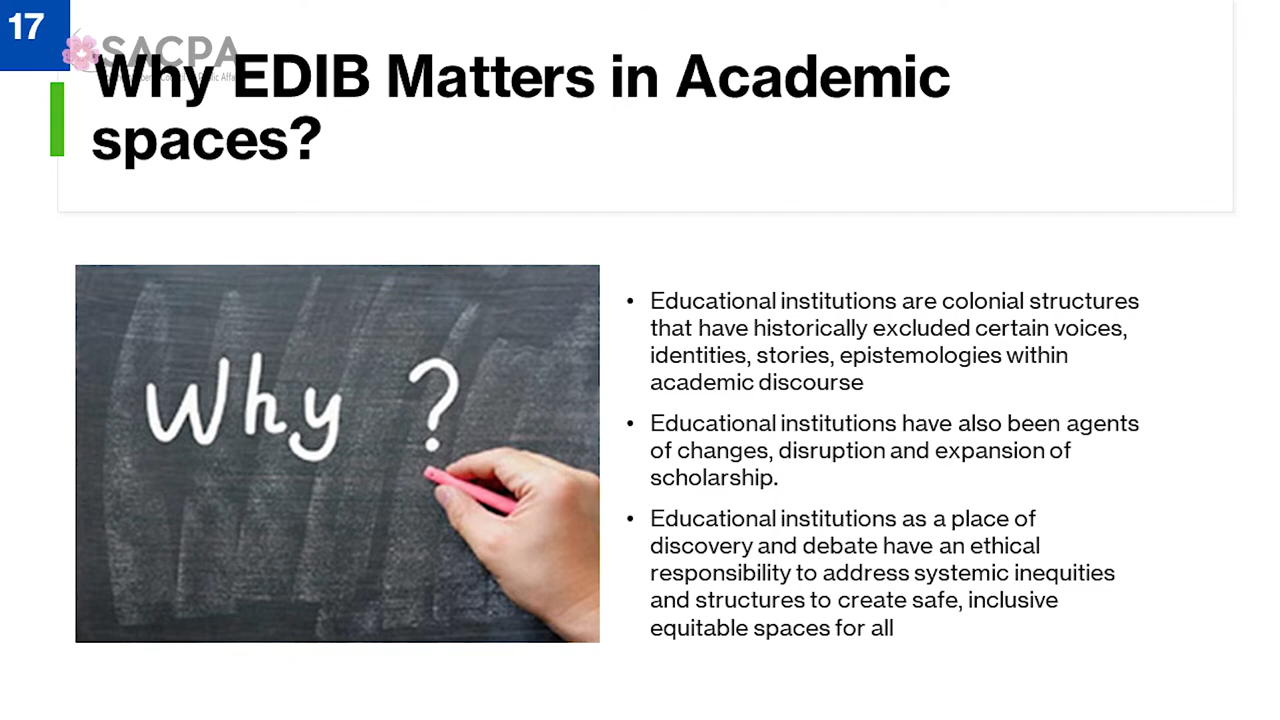 17
SACPA
Why EDIB Matters in Academic
spaces?
Why ?
• Educational institutions are colonial structures
that have historically excluded certain voices,
identities, stories, epistemologies within
academic discourse
• Educational institutions have also been agents
of changes, disruption and expansion of
scholarship.
• Educational institutions as a place of
discovery and debate have an ethical
responsibility to address systemic inequities
and structures to create safe, inclusive
equitable spaces for all